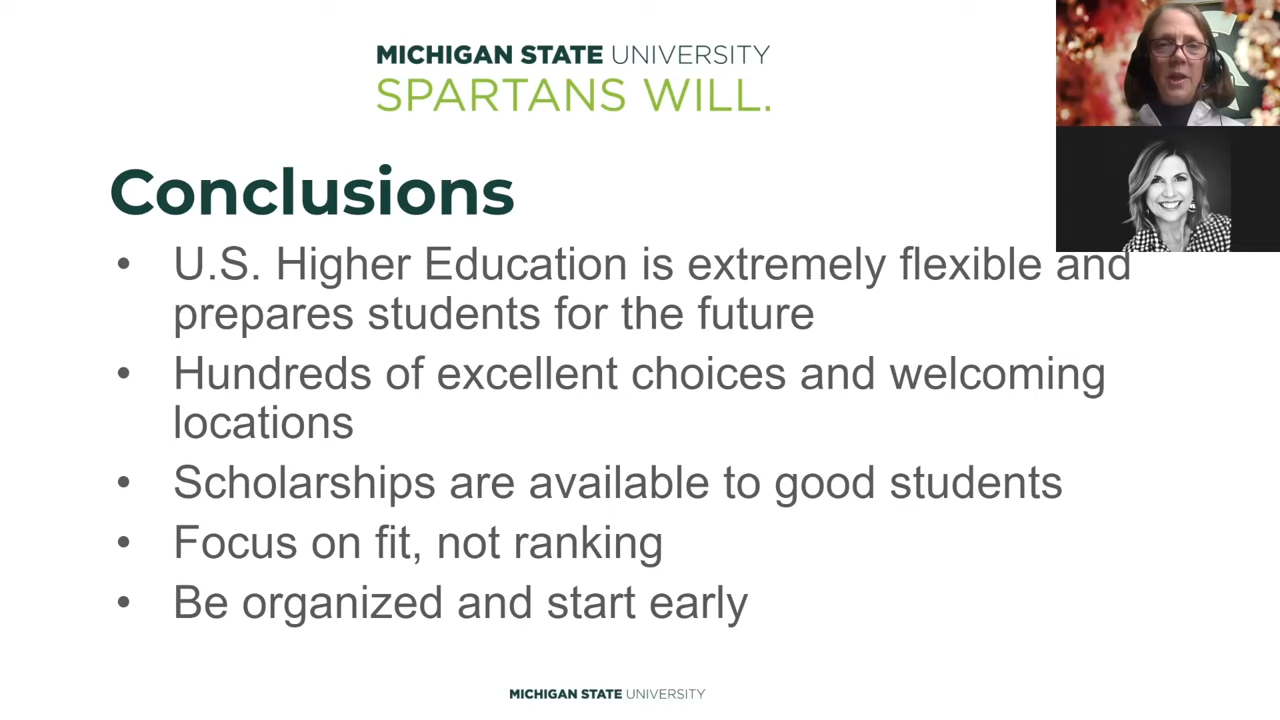 MICHIGAN STATE UNIVERSITY
SPARTANS WILL.
Conclusions
• U.S. Higher Education is extremely flexible and
prepares students for the future
• Hundreds of excellent choices and welcoming
locations
• Scholarships are available to good students
• Focus on fit, not ranking
• Be organized and start early
MICHIGAN STATE UNIVERSITY